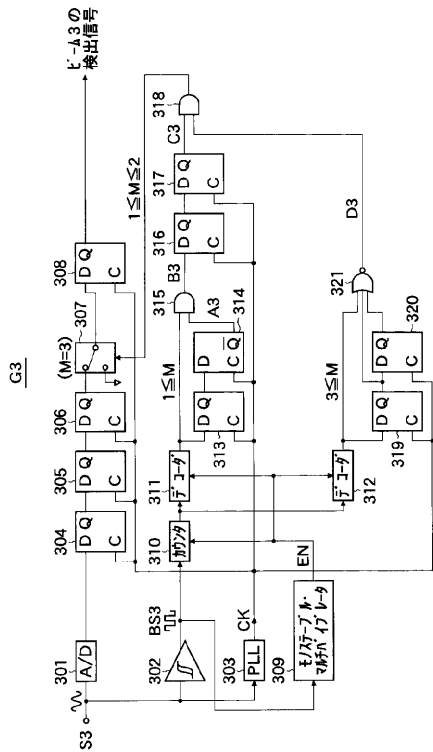 G3
S3
301
A/D
304
D Q
C
305
D Q
C
306
D Q
C
(M=3)
307
308
D Q
C
ビーム3の
検出信号
302
BS3
303
PLL
CK
310
カウンタ
311
デコーダ
1≦M
313
D Q
C
314
D
C Q
A3
315
B3
316
D Q
C
317
D Q
C
C3
318
1≦M≦2
309
モノステーブル・
マルチバイブレータ
EN
312
デコーダ
3≦M
319
D Q
C
320
D Q
C
321
D3